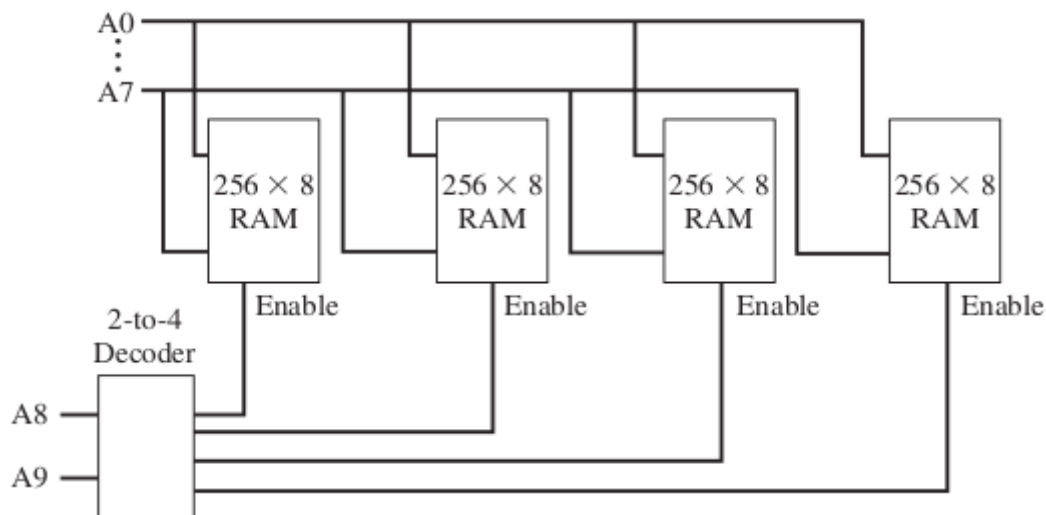 A0
⋮
A7
256 × 8
RAM
256 × 8
RAM
256 × 8
RAM
256 × 8
RAM
Enable
Enable
Enable
Enable
2-to-4
Decoder
A8
A9